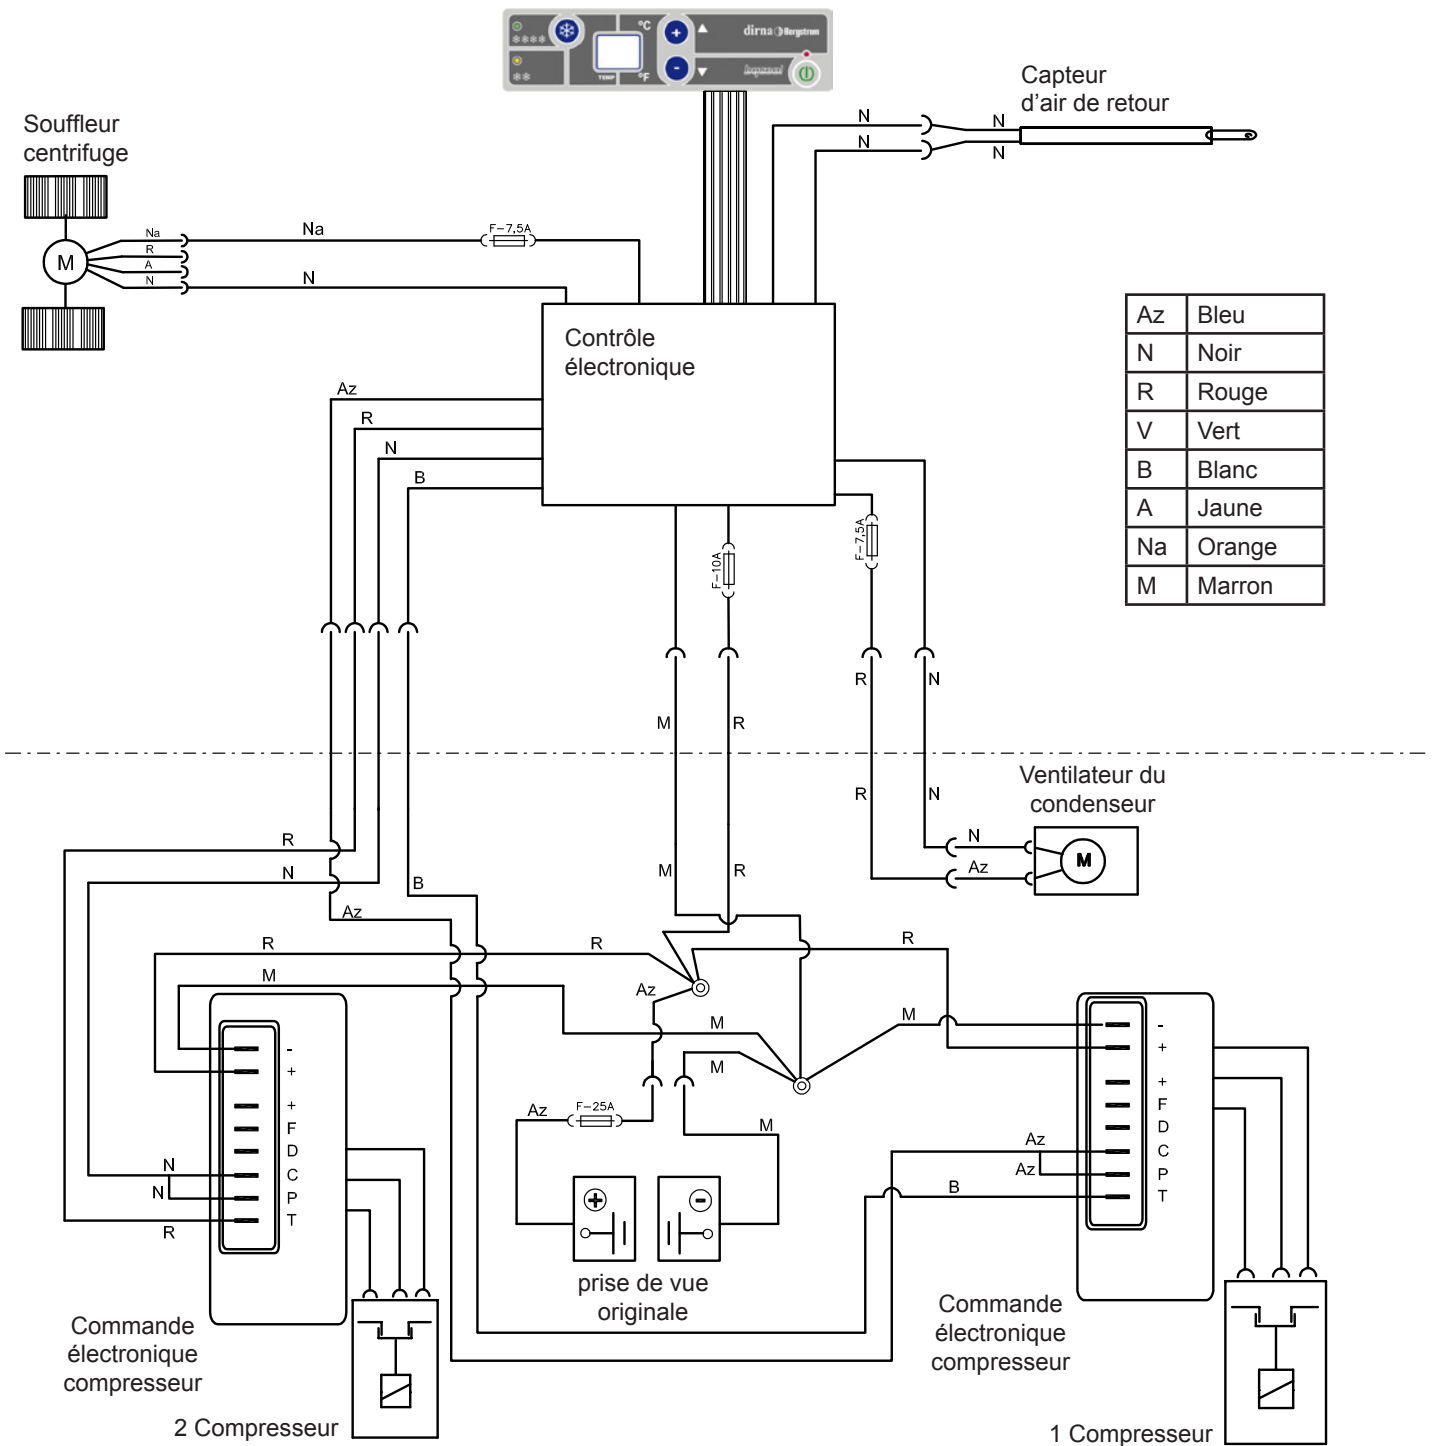 °C
dirna Bergstrom
+
-
TEMP
°F
Capteur
d'air de retour
N
N
N
N
Souffleur
centrifuge
M
Na
R
A
N
Na
N
F-7,5A
Contrôle
électronique
Az Bleu
N Noir
R Rouge
V Vert
B Blanc
A Jaune
Na Orange
M Marron
Az
R
N
B
F-10A
F-7,5A
R
N
M
R
Ventilateur du
condenseur
R
N
N
Az
M
R
N
B
Az
M
R
R
M
R
R
Az
M
M
M
Az
F-25A
M
+
-
prise de vue
originale
-
+
+
F
D
C
P
T
N
N
R
Commande
électronique
compresseur
2 Compresseur
-
+
+
F
D
C
P
T
Az
Az
B
Commande
électronique
compresseur
1 Compresseur